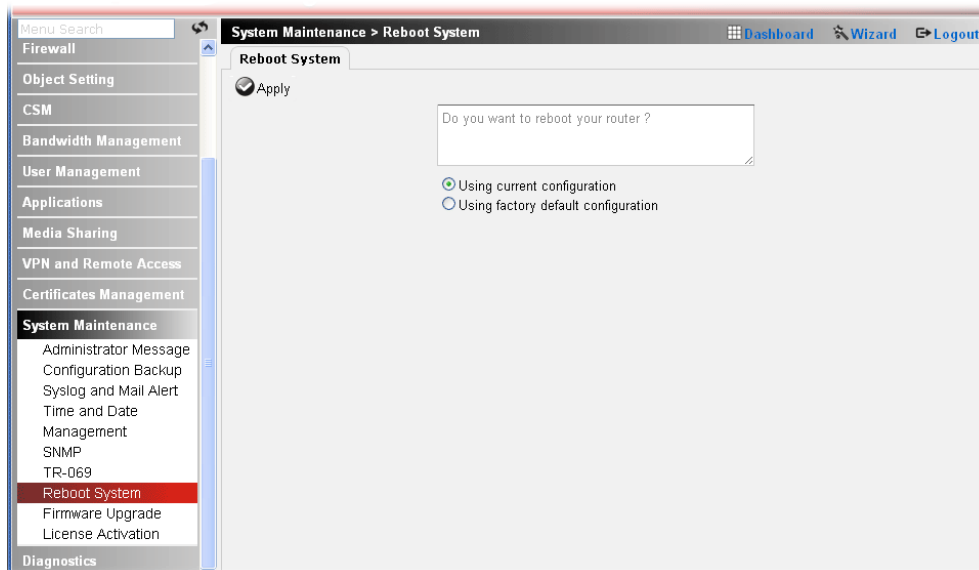 Menu Search
System Maintenance > Reboot System
Dashboard
Wizard
Logout
Firewall
Object Setting
CSM
Bandwidth Management
User Management
Applications
Media Sharing
VPN and Remote Access
Certificates Management
System Maintenance
Administrator Message
Configuration Backup
Syslog and Mail Alert
Time and Date
Management
SNMP
TR-069
Reboot System
Firmware Upgrade
License Activation
Diagnostics
Reboot System
Apply
Do you want to reboot your router ?
Using current configuration
Using factory default configuration